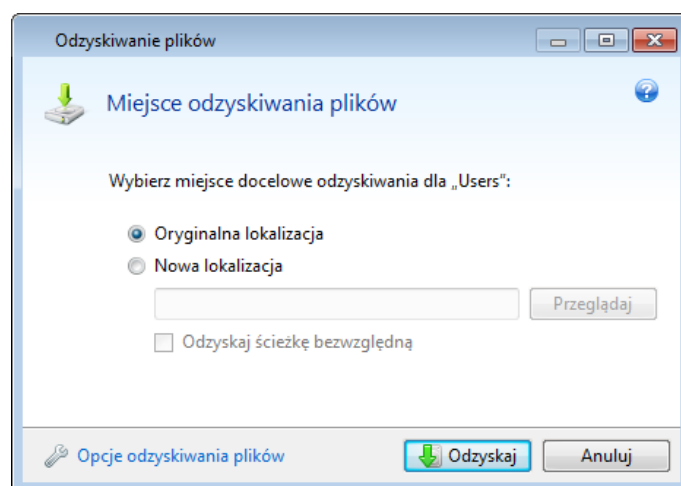 Odzyskiwanie plików
Miejsce odzyskiwania plików
Wybierz miejsce docelowe odzyskiwania dla „Users”:
Oryginalna lokalizacja
Nowa lokalizacja
Przeglądaj
Odzyskaj ścieżkę bezwzględną
Opcje odzyskiwania plików
Odzyskaj
Anuluj